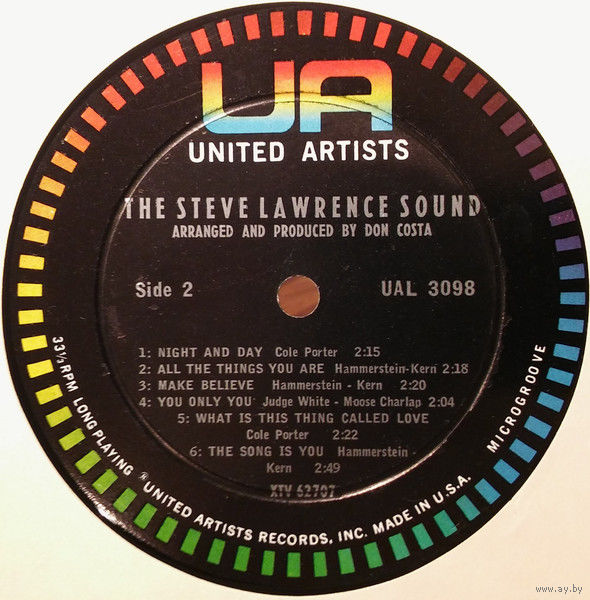 UA
UNITED ARTISTS
THE STEVE LAWRENCE SOUND
ARRANGED AND PRODUCED BY DON COSTA
Side 2
UAL 3098
1: NIGHT AND DAY Cole Porter 2:15
2: ALL THE THINGS YOU ARE Hammerstein-Kern 2:18
3: MAKE BELIEVE Hammerstein - Kern 2:20
4: YOU ONLY YOU Judge White - Moose Charlap 2:04
5: WHAT IS THIS THING CALLED LOVE
Cole Porter 2:22
6: THE SONG IS YOU Hammerstein -
Kern 2:49
XTV 62707
33⅓ RPM LONG PLAYING ® UNITED ARTISTS RECORDS, INC. MADE IN U.S.A. MICROGROOVE
www.ay.by